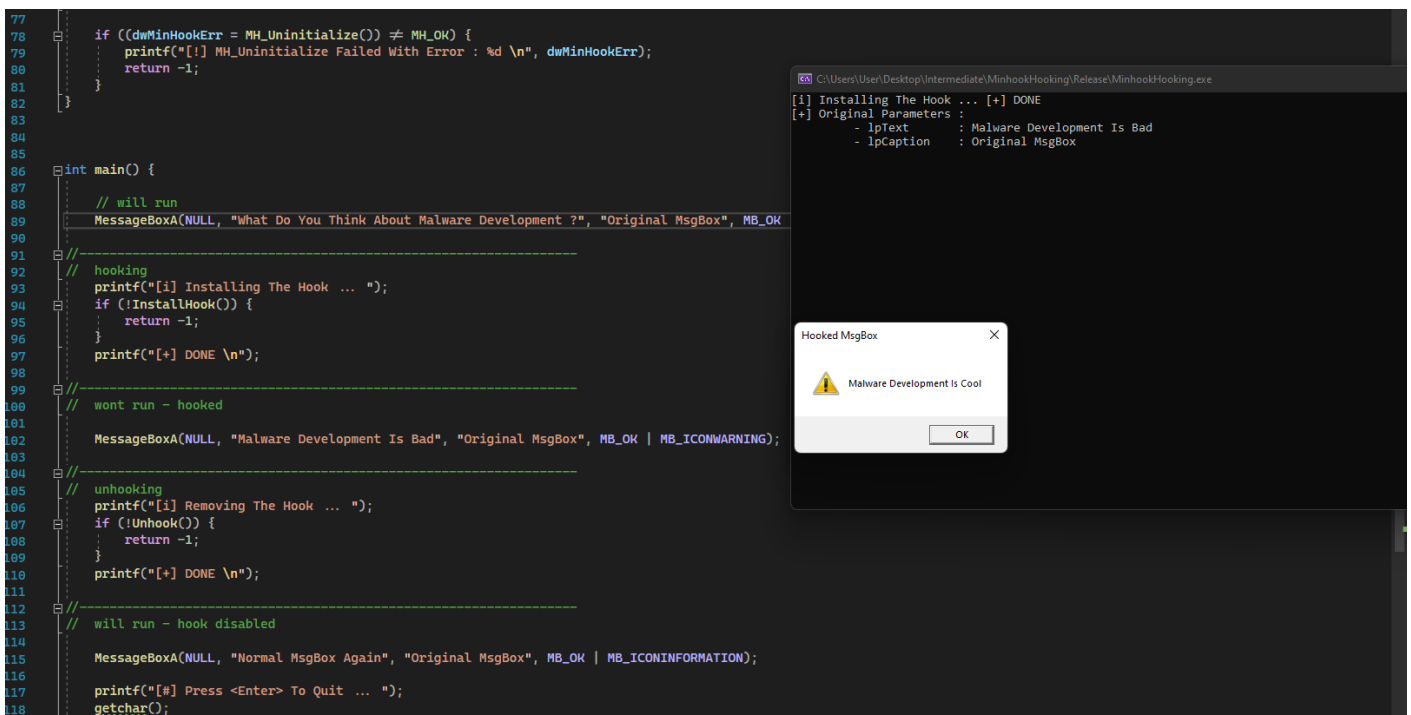 77
78 if ((dwMinHookErr = MH_Uninitialize()) ≠ MH_OK) {
79 printf("[!] MH_Uninitialize Failed With Error : %d \n", dwMinHookErr);
80 return -1;
81 }
82 }
83
84
85
86 int main() {
87
88 // will run
89 MessageBoxA(NULL, "What Do You Think About Malware Development ?", "Original MsgBox", MB_OK
90
91 //------------------------------------------------------------------
92 // hooking
93 printf("[i] Installing The Hook ... ");
94 if (!InstallHook()) {
95 return -1;
96 }
97 printf("[+] DONE \n");
98
99 //------------------------------------------------------------------
100 // wont run - hooked
101
102 MessageBoxA(NULL, "Malware Development Is Bad", "Original MsgBox", MB_OK | MB_ICONWARNING);
103
104 //------------------------------------------------------------------
105 // unhooking
106 printf("[i] Removing The Hook ... ");
107 if (!Unhook()) {
108 return -1;
109 }
110 printf("[+] DONE \n");
111
112 //------------------------------------------------------------------
113 // will run - hook disabled
114
115 MessageBoxA(NULL, "Normal MsgBox Again", "Original MsgBox", MB_OK | MB_ICONINFORMATION);
116
117 printf("[#] Press <Enter> To Quit ... ");
118 getchar();
C:\Users\User\Desktop\Intermediate\MinhookHooking\Release\MinhookHooking.exe
[i] Installing The Hook ... [+] DONE
[+] Original Parameters :
- lpText : Malware Development Is Bad
- lpCaption : Original MsgBox
Hooked MsgBox
Malware Development Is Cool
OK